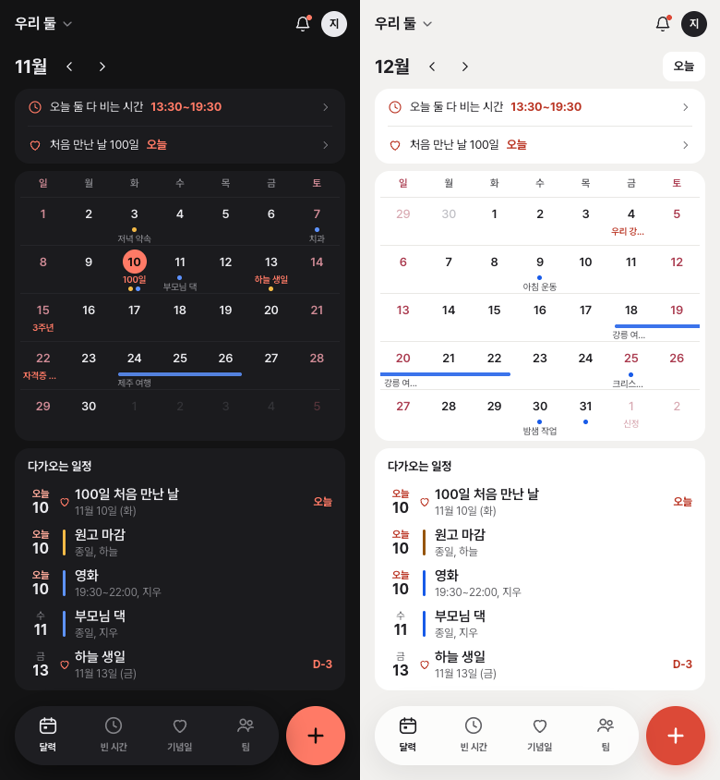 우리 둘
지
11월
오늘 둘 다 비는 시간 13:30~19:30
처음 만난 날 100일 오늘
일 월 화 수 목 금 토
1 2 3 4 5 6 7
저녁 약속 치과
8 9 10 11 12 13 14
100일 부모님 댁 하늘 생일
15 16 17 18 19 20 21
3주년
22 23 24 25 26 27 28
자격증 ... 제주 여행
29 30 1 2 3 4 5
다가오는 일정
오늘 10 100일 처음 만난 날 오늘
11월 10일 (화)
오늘 10 원고 마감
종일, 하늘
오늘 10 영화
19:30~22:00, 지우
수 11 부모님 댁
종일, 지우
금 13 하늘 생일 D-3
11월 13일 (금)
달력 빈 시간 기념일 팀
우리 둘
지
12월
오늘
오늘 둘 다 비는 시간 13:30~19:30
처음 만난 날 100일 오늘
일 월 화 수 목 금 토
29 30 1 2 3 4 5
우리 강...
6 7 8 9 10 11 12
아침 운동
13 14 15 16 17 18 19
강릉 여...
20 21 22 23 24 25 26
강릉 여... 크리스...
27 28 29 30 31 1 2
밤샘 작업 신정
다가오는 일정
오늘 10 100일 처음 만난 날 오늘
11월 10일 (화)
오늘 10 원고 마감
종일, 하늘
오늘 10 영화
19:30~22:00, 지우
수 11 부모님 댁
종일, 지우
금 13 하늘 생일 D-3
11월 13일 (금)
달력 빈 시간 기념일 팀